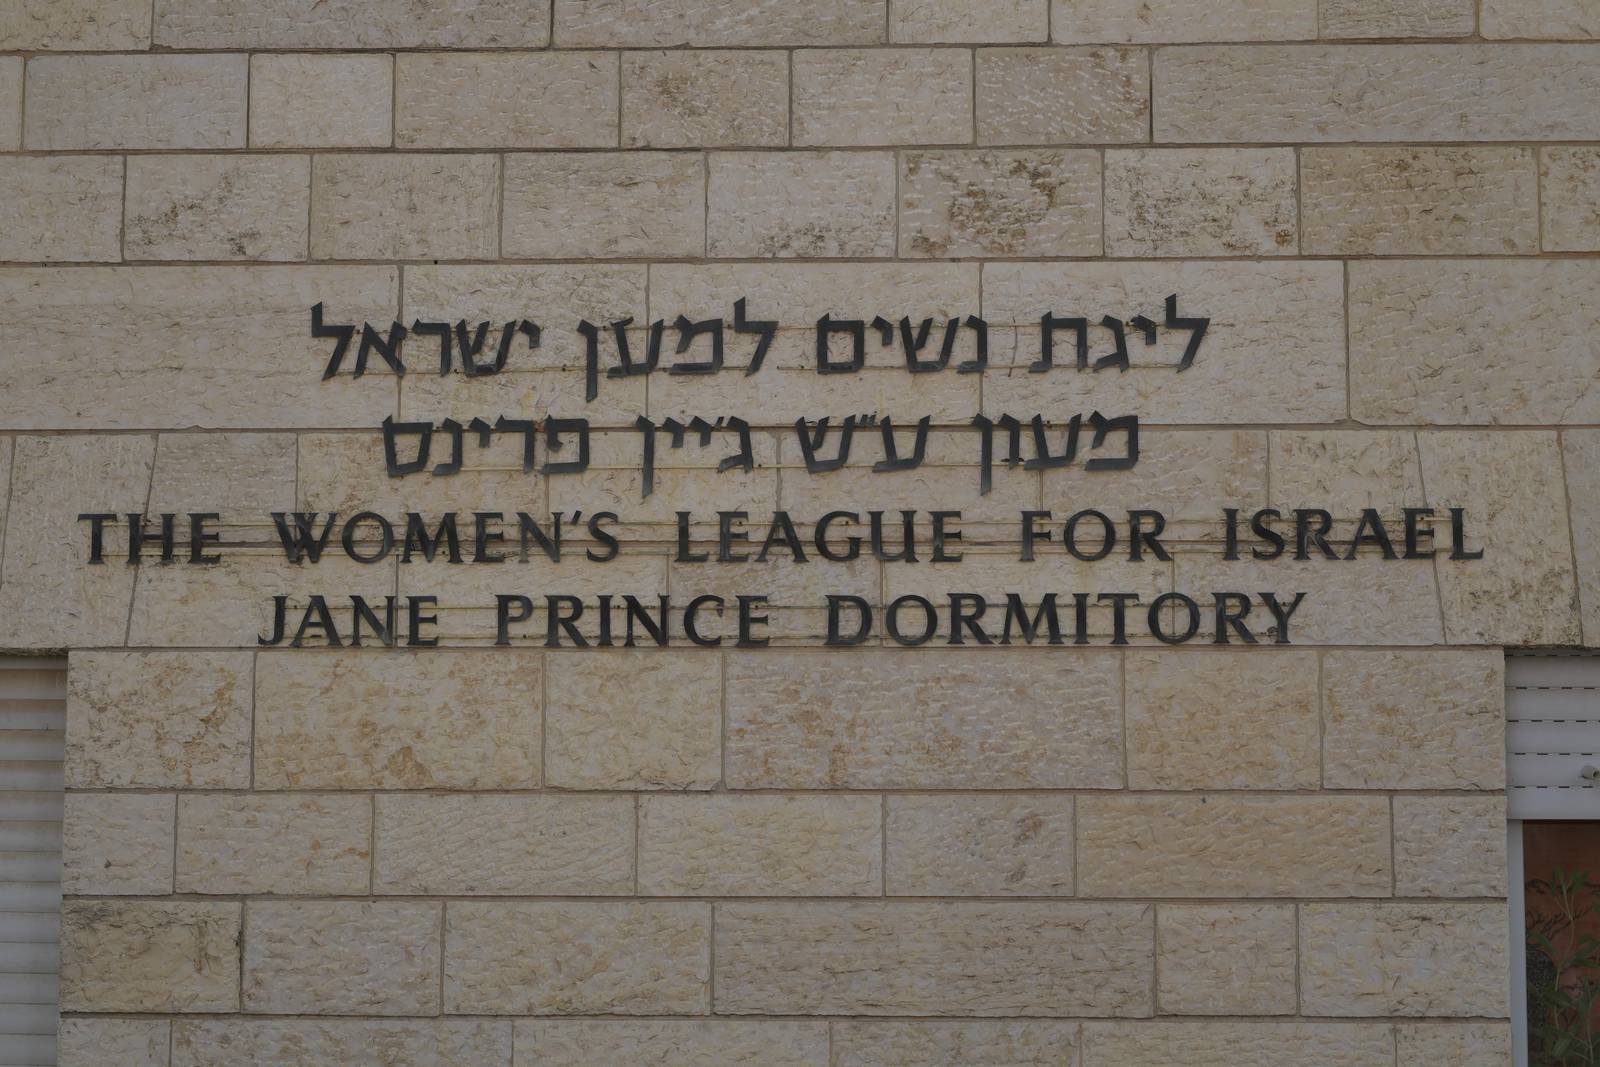 ליגת נשים למען ישראל
מעון ע"ש ג'יין פרינס
THE WOMEN'S LEAGUE FOR ISRAEL
JANE PRINCE DORMITORY